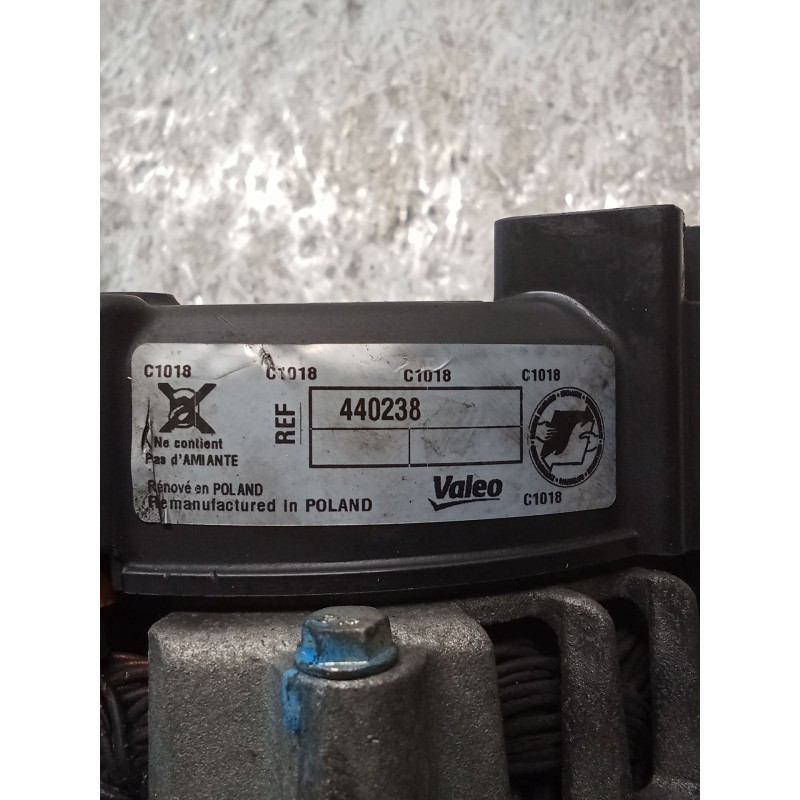 C1018 C1018 C1018 C1018
REF 440238
Ne contient
Pas d'AMIANTE
Rénové en POLAND
Remanufactured in POLAND
Valeo
C1018